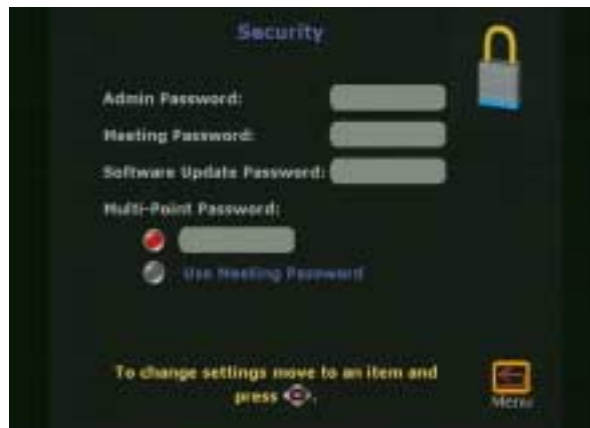 Security
Admin Password:
Meeting Password:
Software Update Password:
Multi-Point Password:
Use Meeting Password
To change settings move to an item and
press .
Menu